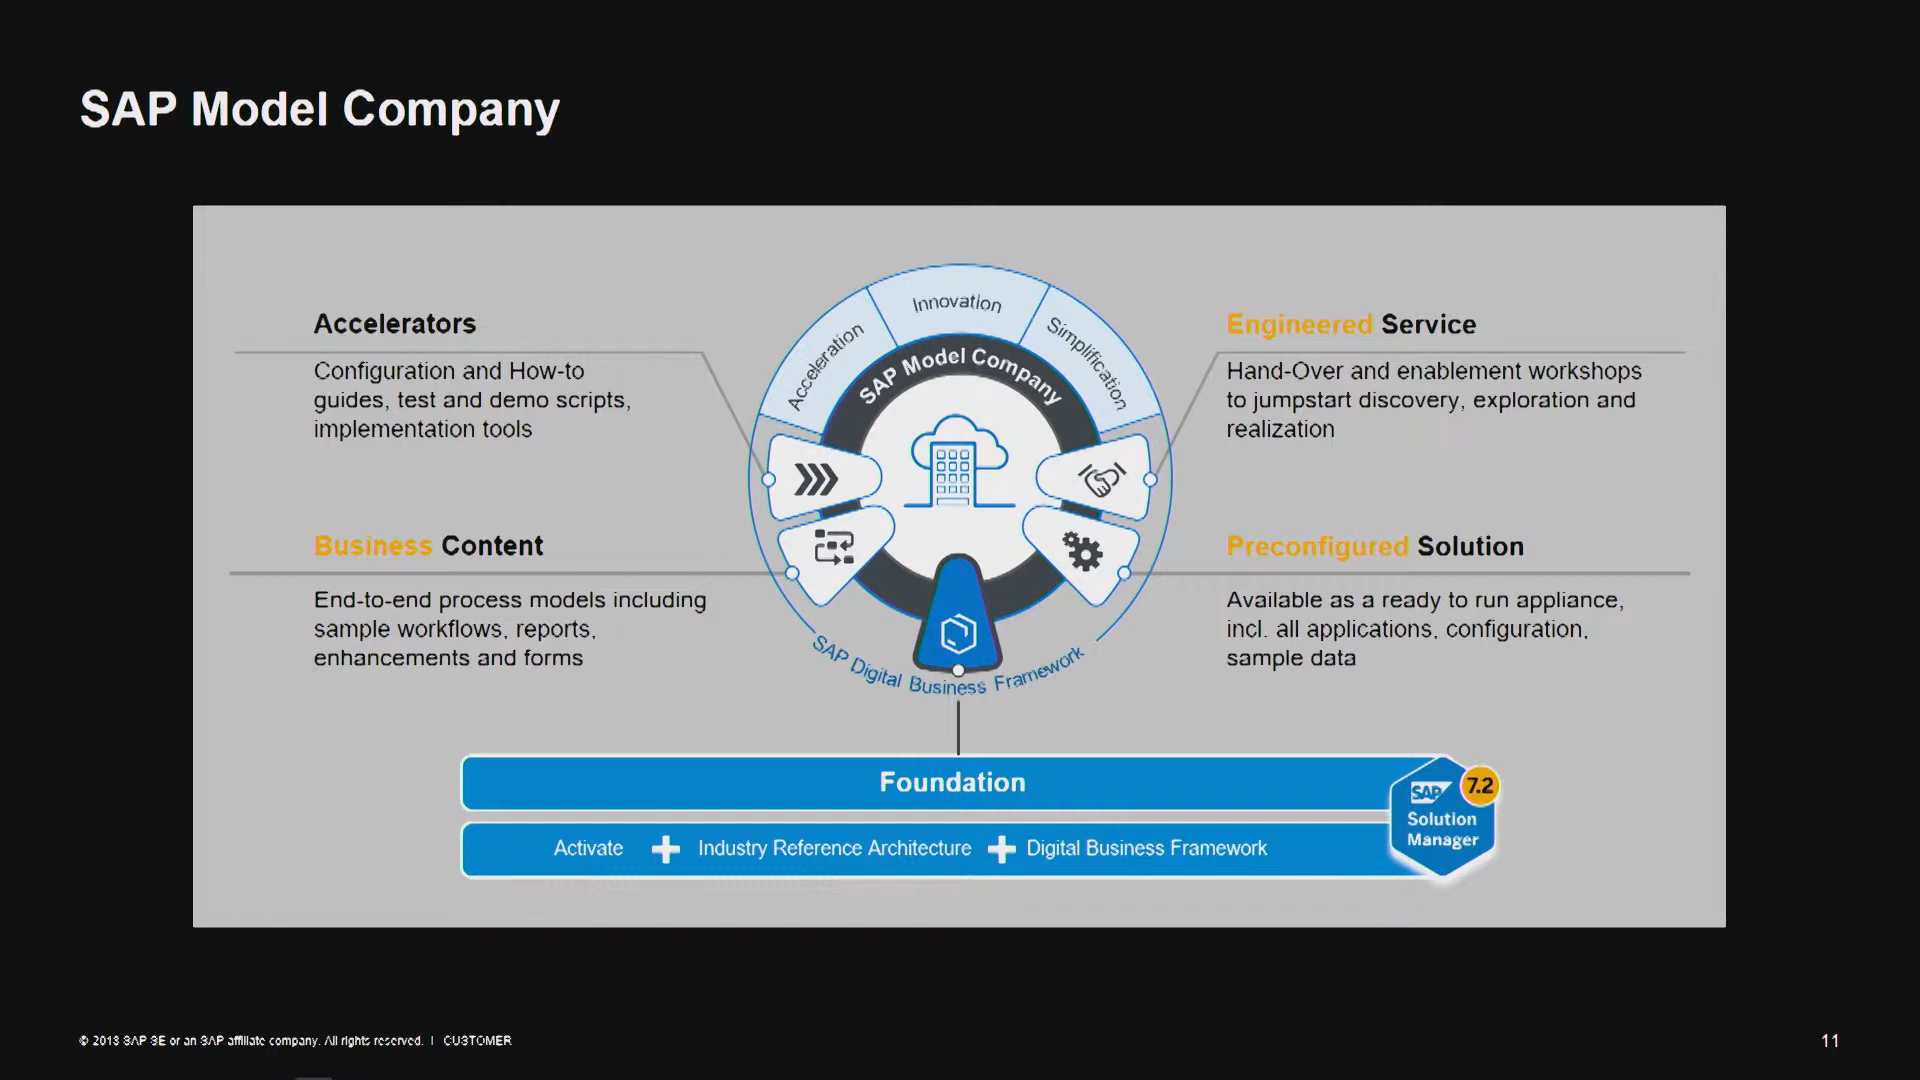 SAP Model Company
Accelerators
Configuration and How-to
guides, test and demo scripts,
implementation tools
Business Content
End-to-end process models including
sample workflows, reports,
enhancements and forms
Acceleration
Innovation
Simplification
SAP Model Company
SAP Digital Business Framework
Engineered Service
Hand-Over and enablement workshops
to jumpstart discovery, exploration and
realization
Preconfigured Solution
Available as a ready to run appliance,
incl. all applications, configuration,
sample data
Foundation
Activate + Industry Reference Architecture + Digital Business Framework
SAP 7.2
Solution
Manager
© 2018 SAP SE or an SAP affiliate company. All rights reserved. | CUSTOMER
11